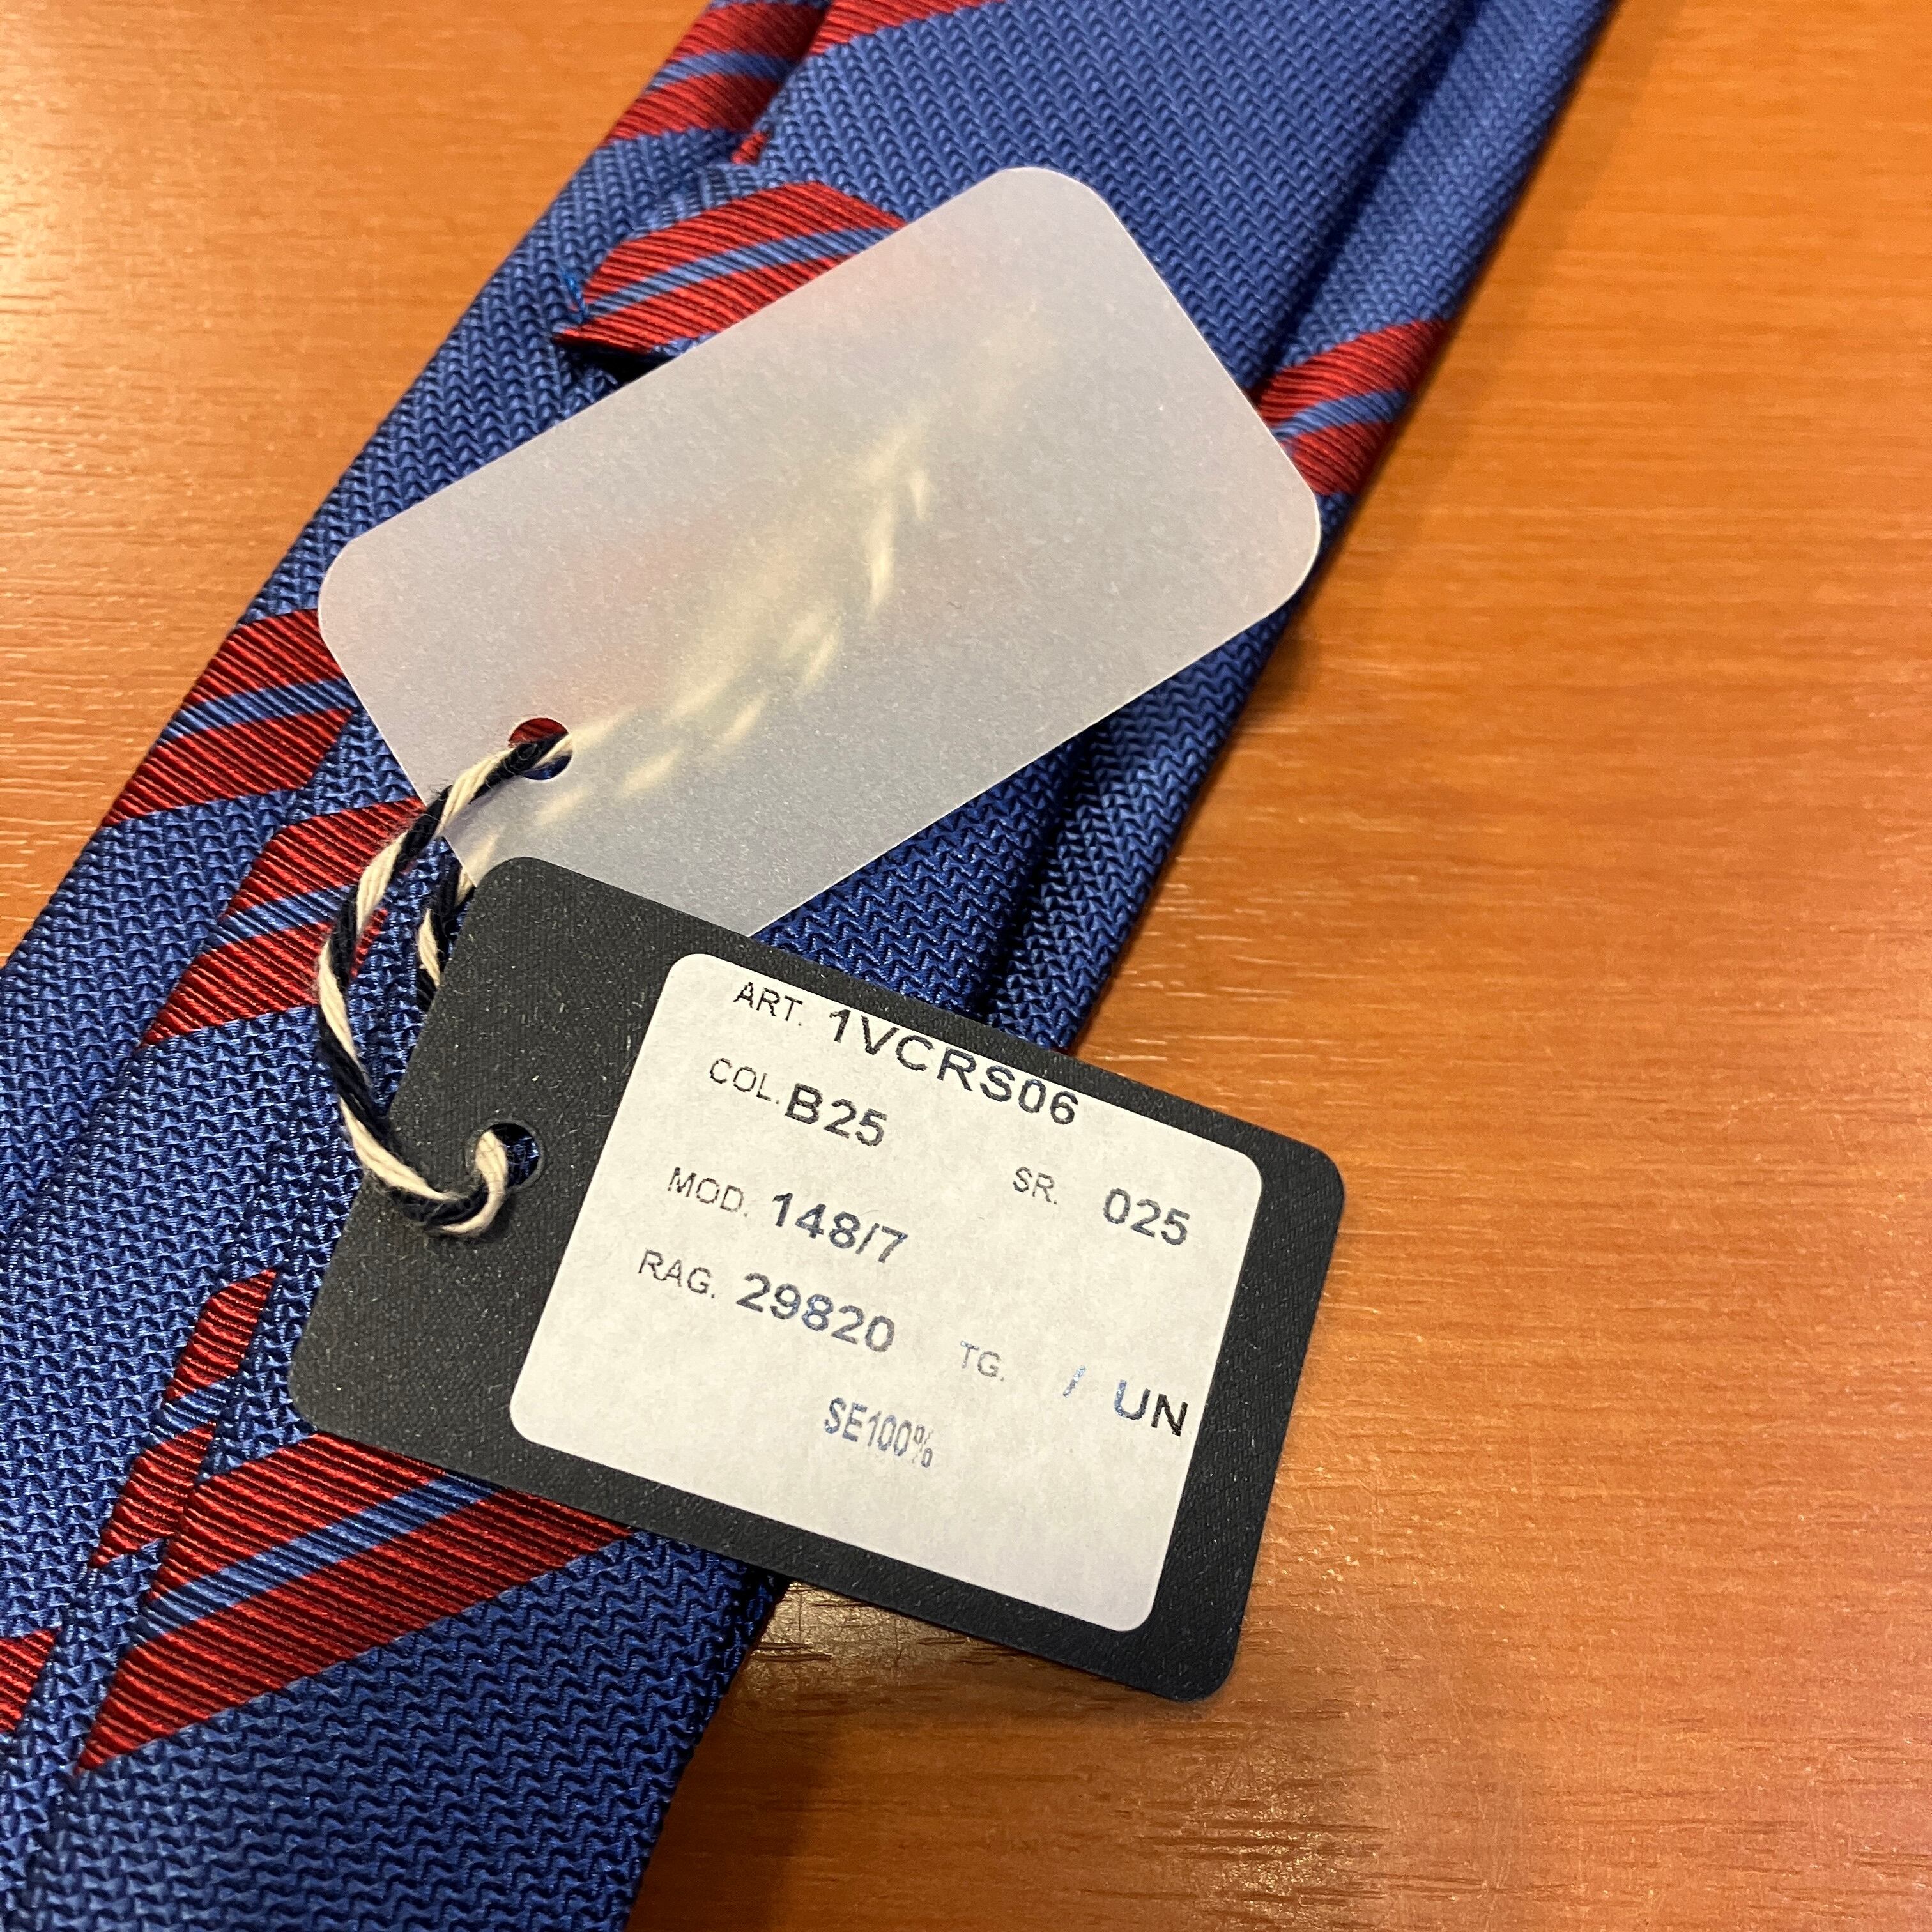 ART. 1VCRS06
COL. B25
MOD. 148/7 SR. 025
RAG. 29820 TG. / UN
SE100%